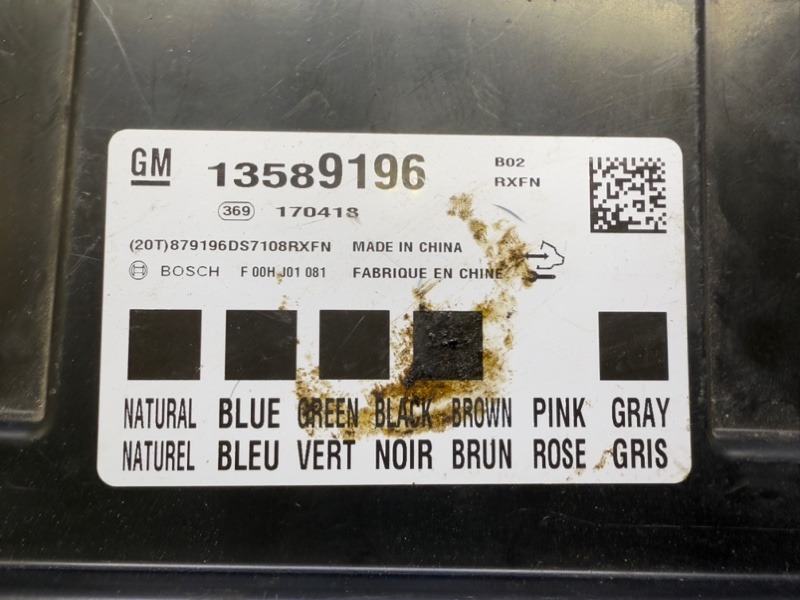 GM 13589196 B02
RXFN
369 170418
(20T)879196DS7108RXFN MADE IN CHINA
BOSCH F 00H J01 081 FABRIQUE EN CHINE
NATURAL BLUE GREEN BLACK BROWN PINK GRAY
NATUREL BLEU VERT NOIR BRUN ROSE GRIS